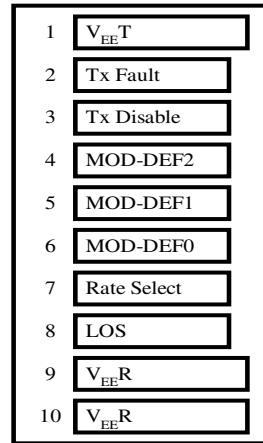 1 VEET
2 Tx Fault
3 Tx Disable
4 MOD-DEF2
5 MOD-DEF1
6 MOD-DEF0
7 Rate Select
8 LOS
9 VEER
10 VEER